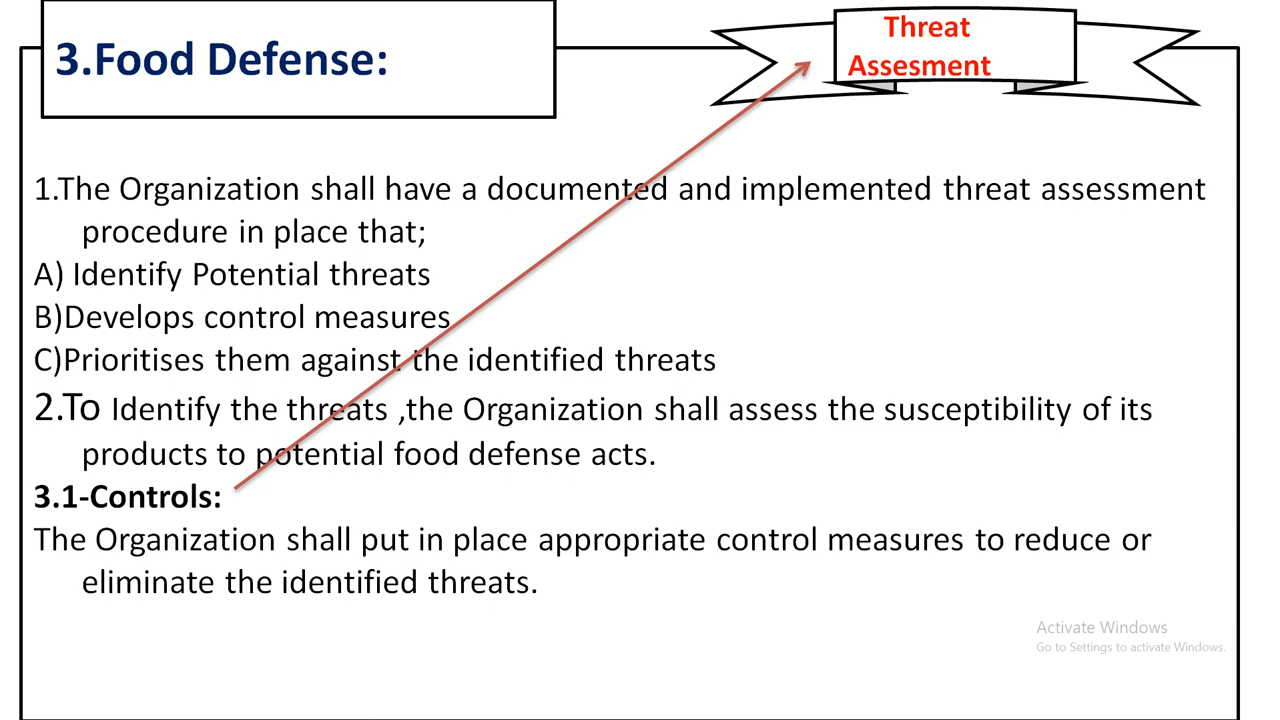 3.Food Defense:
Threat
Assesment
1.The Organization shall have a documented and implemented threat assessment
procedure in place that;
A) Identify Potential threats
B)Develops control measures
C)Prioritises them against the identified threats
2.To Identify the threats ,the Organization shall assess the susceptibility of its
products to potential food defense acts.
3.1-Controls:
The Organization shall put in place appropriate control measures to reduce or
eliminate the identified threats.
Activate Windows
Go to Settings to activate Windows.